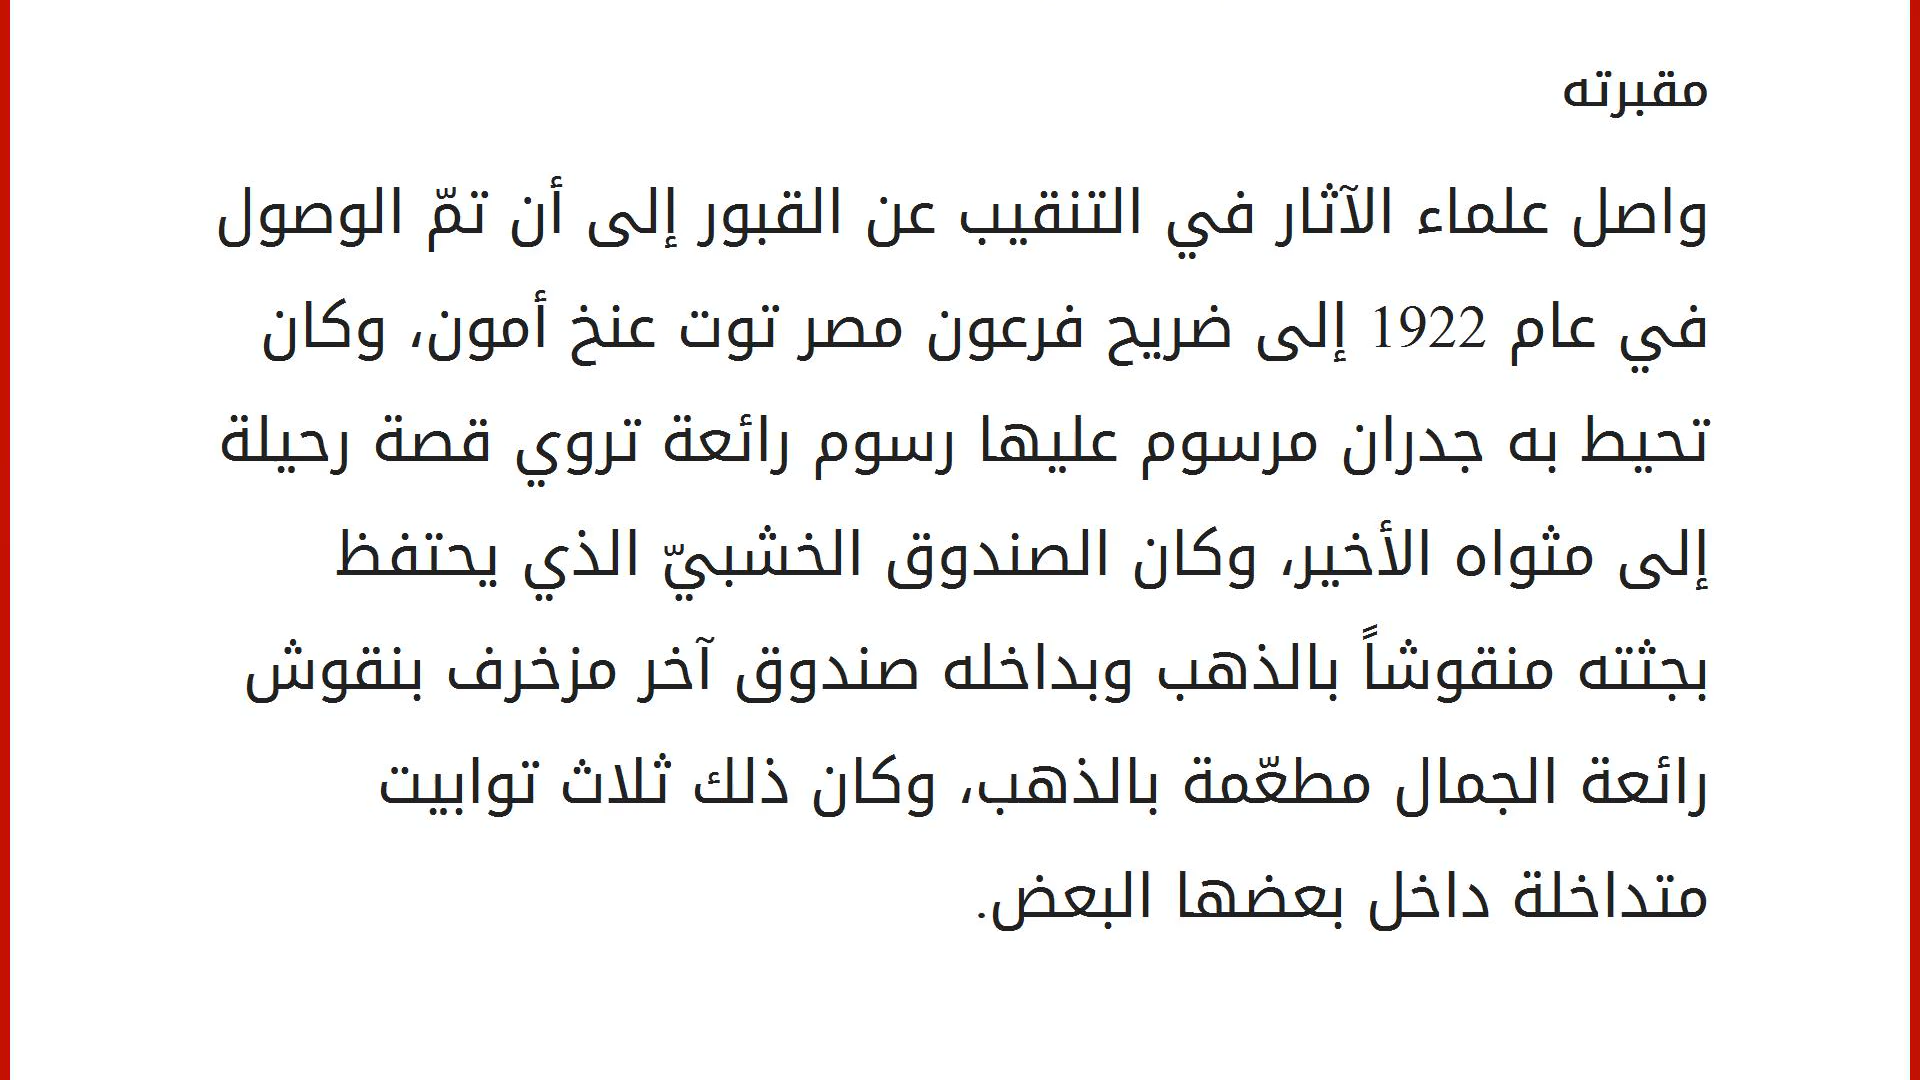 مقبرته
واصل علماء الآثار في التنقيب عن القبور إلى أن تمّ الوصول
في عام 1922 إلى ضريح فرعون مصر توت عنخ أمون، وكان
تحيط به جدران مرسوم عليها رسوم رائعة تروي قصة رحيلة
إلى مثواه الأخير، وكان الصندوق الخشبيّ الذي يحتفظ
بجثته منقوشاً بالذهب وبداخله صندوق آخر مزخرف بنقوش
رائعة الجمال مطعّمة بالذهب، وكان ذلك ثلاث توابيت
متداخلة داخل بعضها البعض.